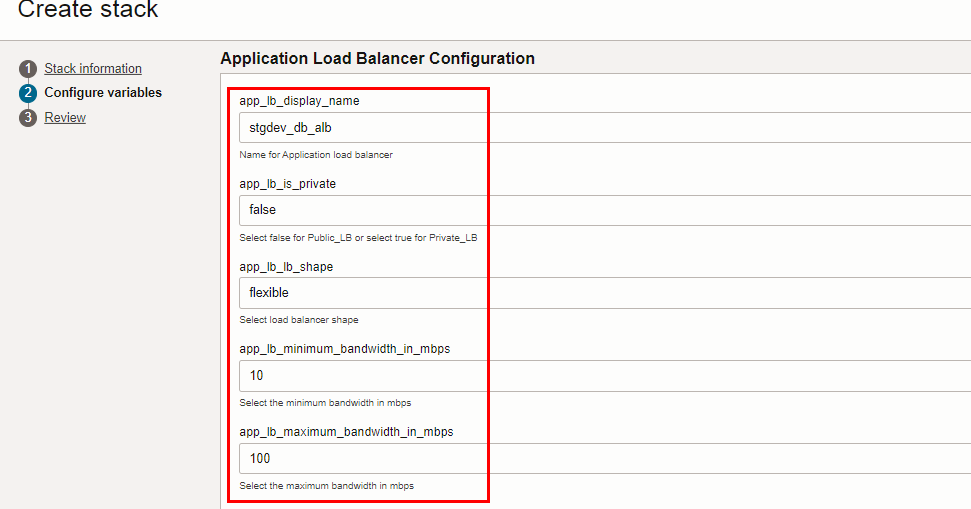 Create stack
1 Stack information
2 Configure variables
3 Review
Application Load Balancer Configuration
app_lb_display_name
stgdev_db_alb
Name for Application load balancer
app_lb_is_private
false
Select false for Public_LB or select true for Private_LB
app_lb_lb_shape
flexible
Select load balancer shape
app_lb_minimum_bandwidth_in_mbps
10
Select the minimum bandwidth in mbps
app_lb_maximum_bandwidth_in_mbps
100
Select the maximum bandwidth in mbps